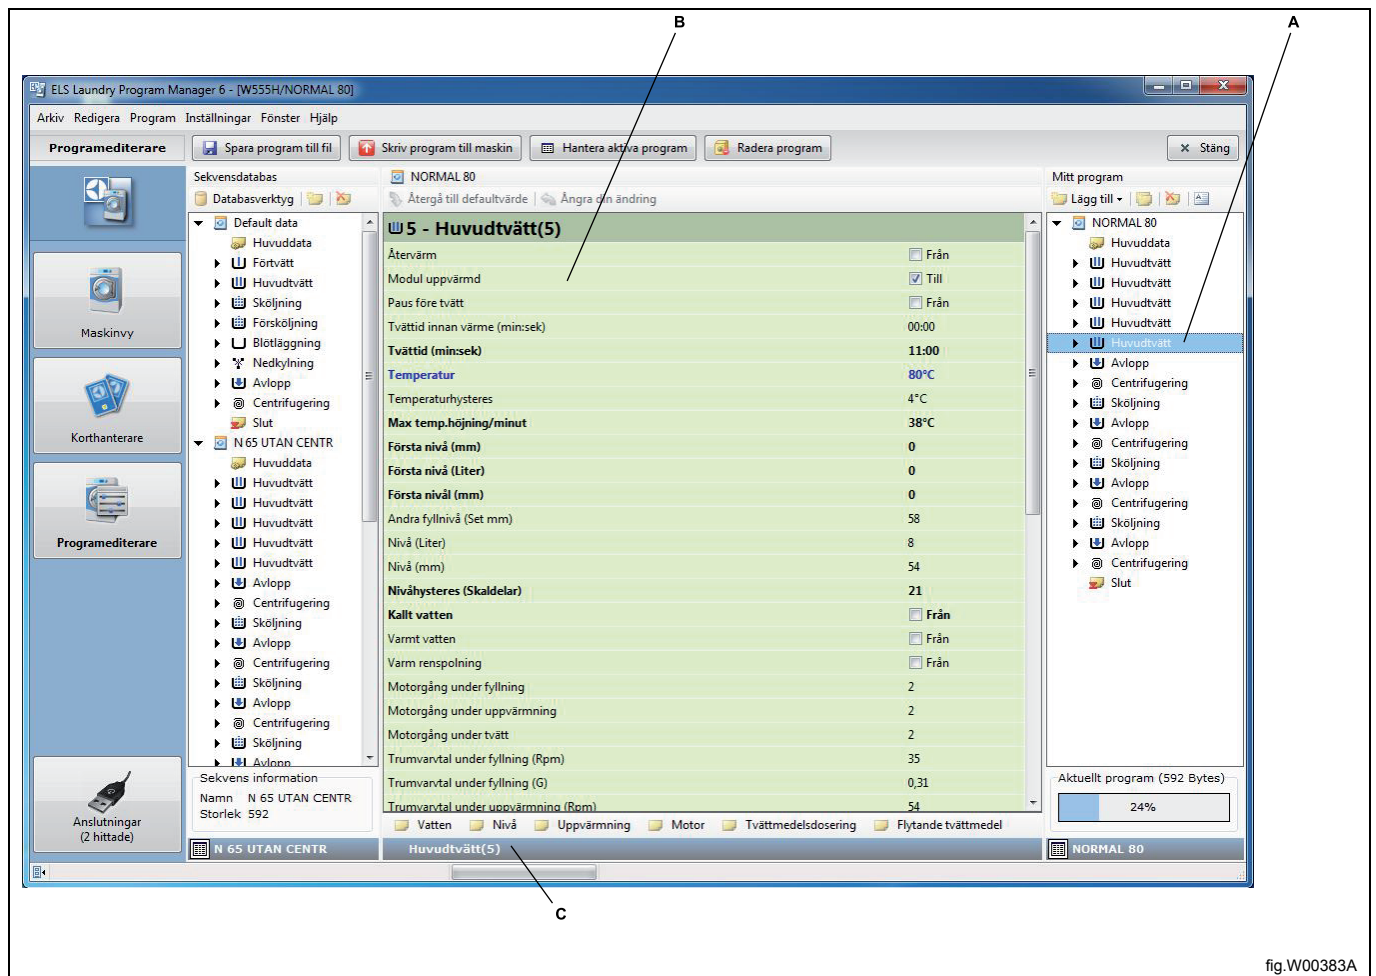 B
A
ELS Laundry Program Manager 6 - [W555H/NORMAL 80]
Arkiv Redigera Program Inställningar Fönster Hjälp
Programediterare
Spara program till fil
Skriv program till maskin
Hantera aktiva program
Radera program
Stäng
Maskinvy
Korthanterare
Programediterare
Anslutningar
(2 hittade)
Sekvensdatabas
Databasverktyg
Default data
Huvuddata
Förtvätt
Huvudtvätt
Sköljning
Försköljning
Blötläggning
Nedkylning
Avlopp
Centrifugering
Slut
N 65 UTAN CENTR
Huvuddata
Huvudtvätt
Huvudtvätt
Huvudtvätt
Huvudtvätt
Huvudtvätt
Avlopp
Centrifugering
Sköljning
Avlopp
Centrifugering
Sköljning
Avlopp
Centrifugering
Sköljning
Avlopp
Sekvens information
Namn N 65 UTAN CENTR
Storlek 592
N 65 UTAN CENTR
NORMAL 80
Återgå till defaultvärde
Ångra din ändring
5 - Huvudtvätt(5)
Återvärm Från
Modul uppvärmd Till
Paus före tvätt Från
Tvättid innan värme (min:sek) 00:00
Tvättid (min:sek) 11:00
Temperatur 80°C
Temperaturhysteres 4°C
Max temp.höjning/minut 38°C
Första nivå (mm) 0
Första nivå (Liter) 0
Första nivål (mm) 0
Andra fyllnivå (Set mm) 58
Nivå (Liter) 8
Nivå (mm) 54
Nivåhysteres (Skaldelar) 21
Kallt vatten Från
Varmt vatten Från
Varm renspolning Från
Motorgång under fyllning 2
Motorgång under uppvärmning 2
Motorgång under tvätt 2
Trumvarvtal under fyllning (Rpm) 35
Trumvarvtal under fyllning (G) 0,31
Trumvarvtal under uppvärmning (Rpm) 54
Vatten Nivå Uppvärmning Motor Tvättmedelsdosering Flytande tvättmedel
Huvudtvätt(5)
Mitt program
Lägg till
NORMAL 80
Huvuddata
Huvudtvätt
Huvudtvätt
Huvudtvätt
Huvudtvätt
Huvudtvätt
Avlopp
Centrifugering
Sköljning
Avlopp
Centrifugering
Sköljning
Avlopp
Centrifugering
Sköljning
Avlopp
Centrifugering
Slut
Aktuellt program (592 Bytes)
24%
NORMAL 80
C
fig.W00383A